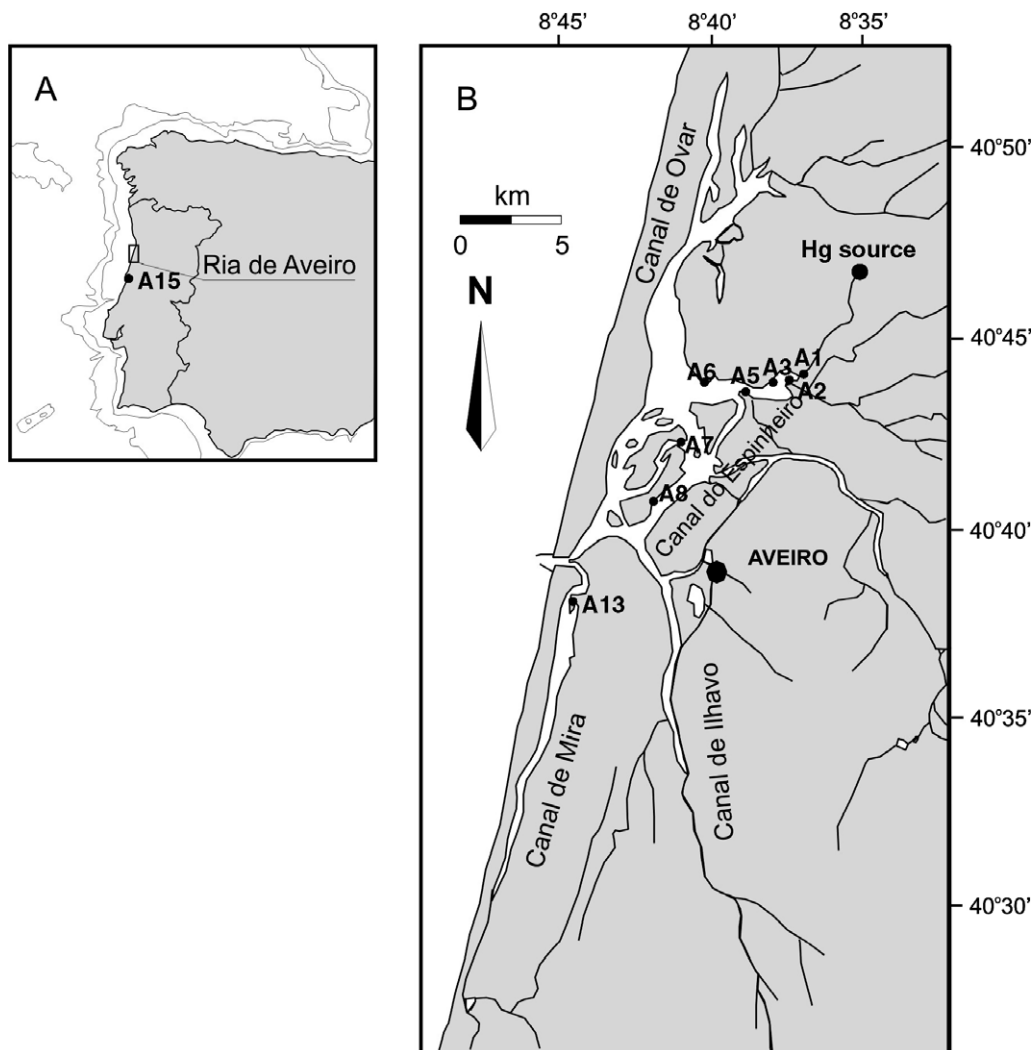 A
Ria de Aveiro
A15
8°45’
8°40’
8°35’
B
km
0
5
N
Canal de Ovar
40°50’
Hg source
40°45’
A6
A5
A3
A1
A2
A7
A8
Canal do Espinheiro
40°40’
AVEIRO
A13
40°35’
Canal de Mira
Canal de Ilhavo
40°30’